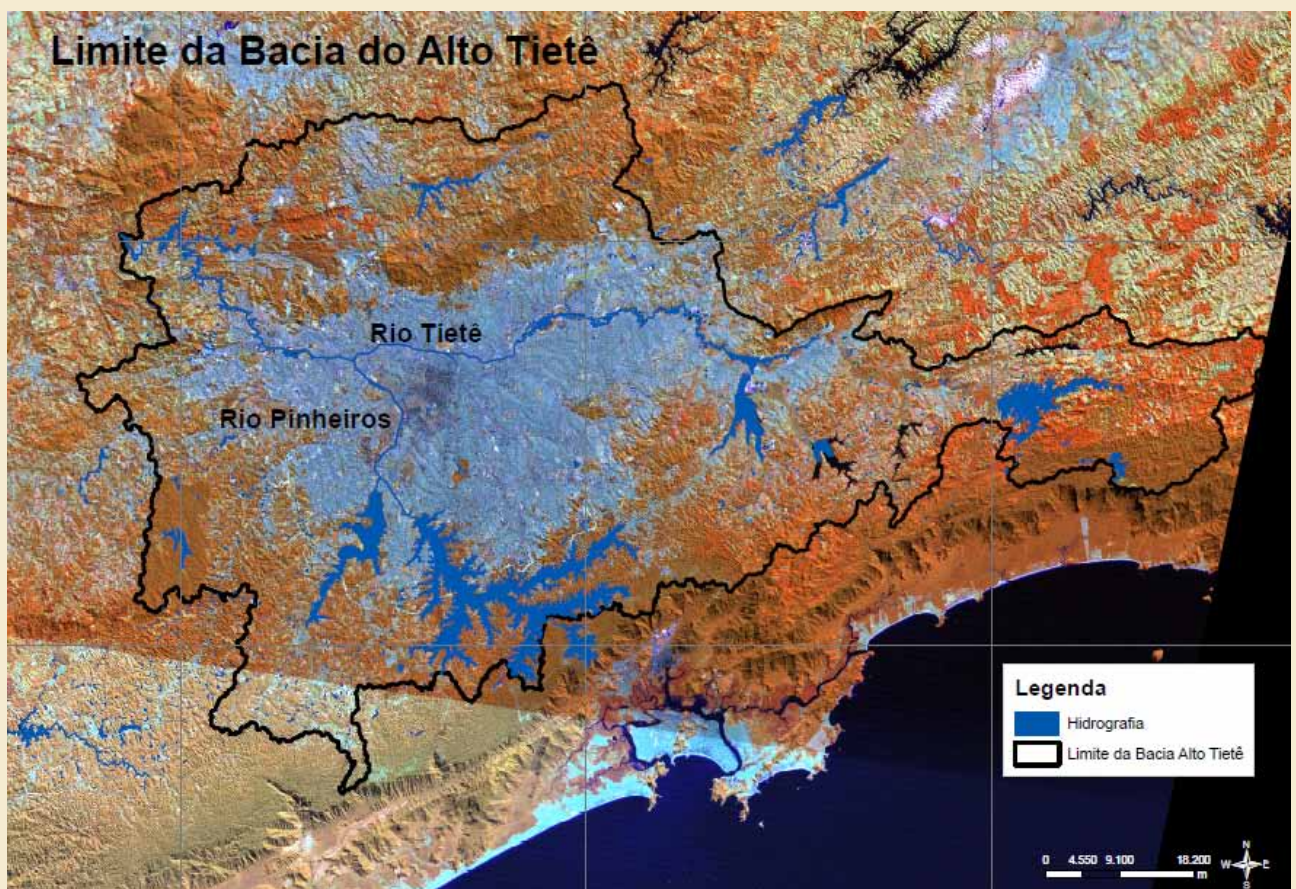 Limite da Bacia do Alto Tietê
Rio Tietê
Rio Pinheiros
Legenda
Hidrografia
Limite da Bacia Alto Tietê
0 4.550 9.100 18.200
m
N
W E
S